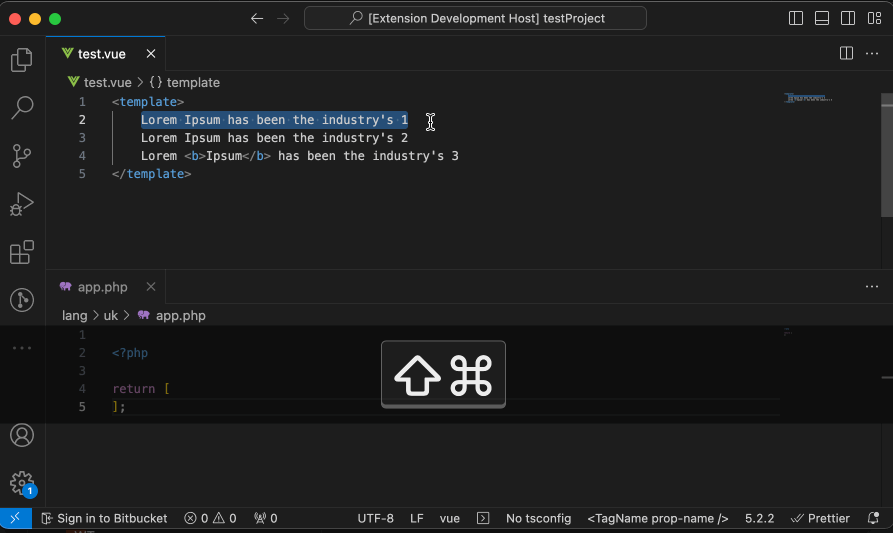 [Extension Development Host] testProject
test.vue
test.vue > {} template
1 <template>
2 Lorem Ipsum has been the industry's 1
3 Lorem Ipsum has been the industry's 2
4 Lorem <b>Ipsum</b> has been the industry's 3
5 </template>
app.php
lang > uk > app.php
1
2 <?php
3
4 return [
5 ];
⇧⌘
1
Sign in to Bitbucket 0 0 0 UTF-8 LF vue No tsconfig <TagName prop-name /> 5.2.2 Prettier